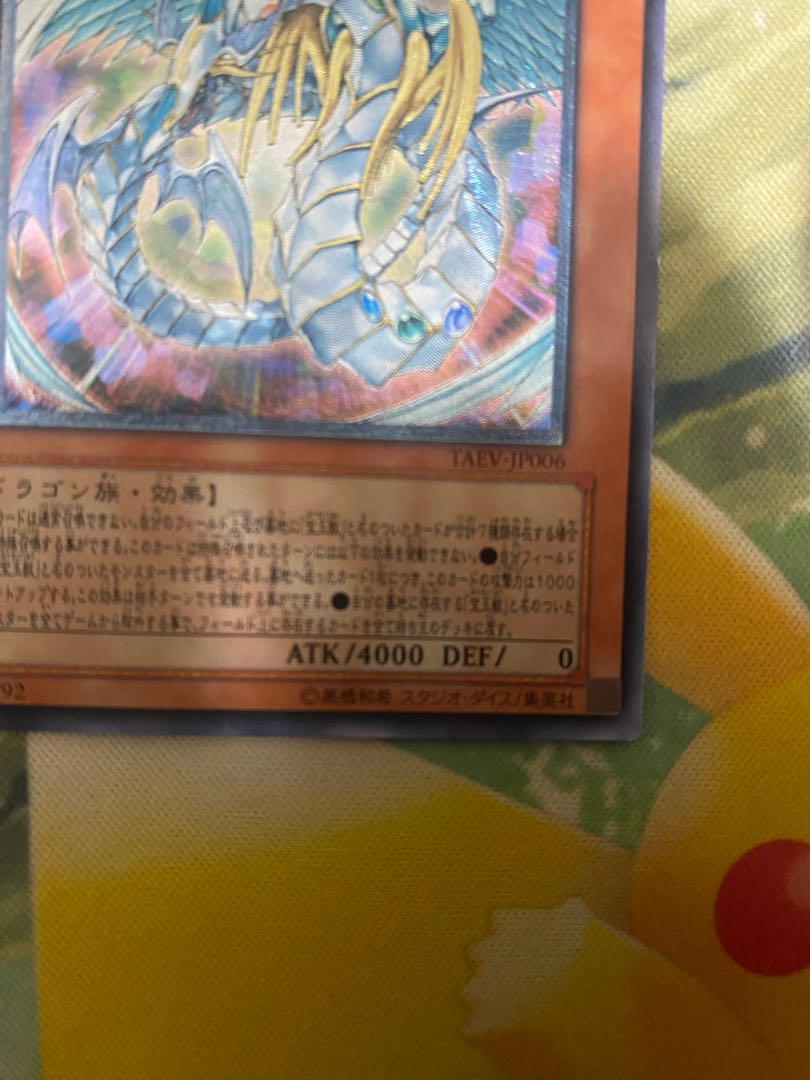 TAEV-JP006
ドラゴン族・効果】
カードは通常召喚できない。自分のフィールド上及び墓地に「宝玉獣」と名のついたカードが合計7種類存在する場合
特殊召喚する事ができる。このカードは特殊召喚されたターンには以下の効果を発動できない。●自分フィールド
「宝玉獣」と名のついたモンスターを全て墓地に送る。墓地へ送ったカード1枚につき、このカードの攻撃力は1000
ントアップする。この効果は相手ターンでも発動する事ができる。●自分の墓地に存在する「宝玉獣」と名のついた
スターを全てゲームから除外する事で、フィールド上に存在するカードを全て持ち主のデッキに戻す。
ATK/4000 DEF/ 0
92
©高橋和希 スタジオ・ダイス/集英社